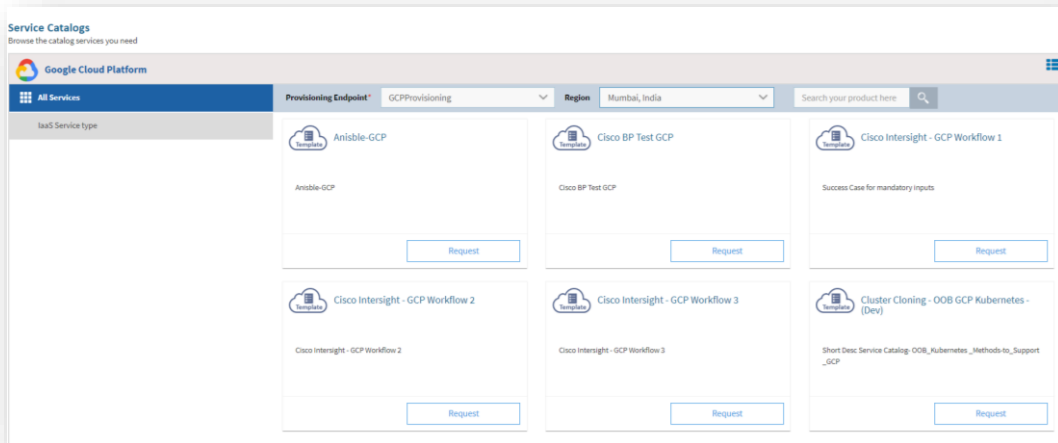 Service Catalogs
Browse the catalog services you need
Google Cloud Platform
All Services
Provisioning Endpoint* GCPProvisioning Region Mumbai, India Search your product here
IaaS Service type
Template Anisble-GCP
Anisble-GCP
Request
Template Cisco BP Test GCP
Cisco BP Test GCP
Request
Template Cisco Intersight - GCP Workflow 1
Success Case for mandatory inputs
Request
Template Cisco Intersight - GCP Workflow 2
Cisco Intersight - GCP Workflow 2
Request
Template Cisco Intersight - GCP Workflow 3
Cisco Intersight - GCP Workflow 3
Request
Template Cluster Cloning - OOB GCP Kubernetes -
(Dev)
Short Desc Service Catalog- OOB_Kubernetes _Methods-to_Support
_GCP
Request